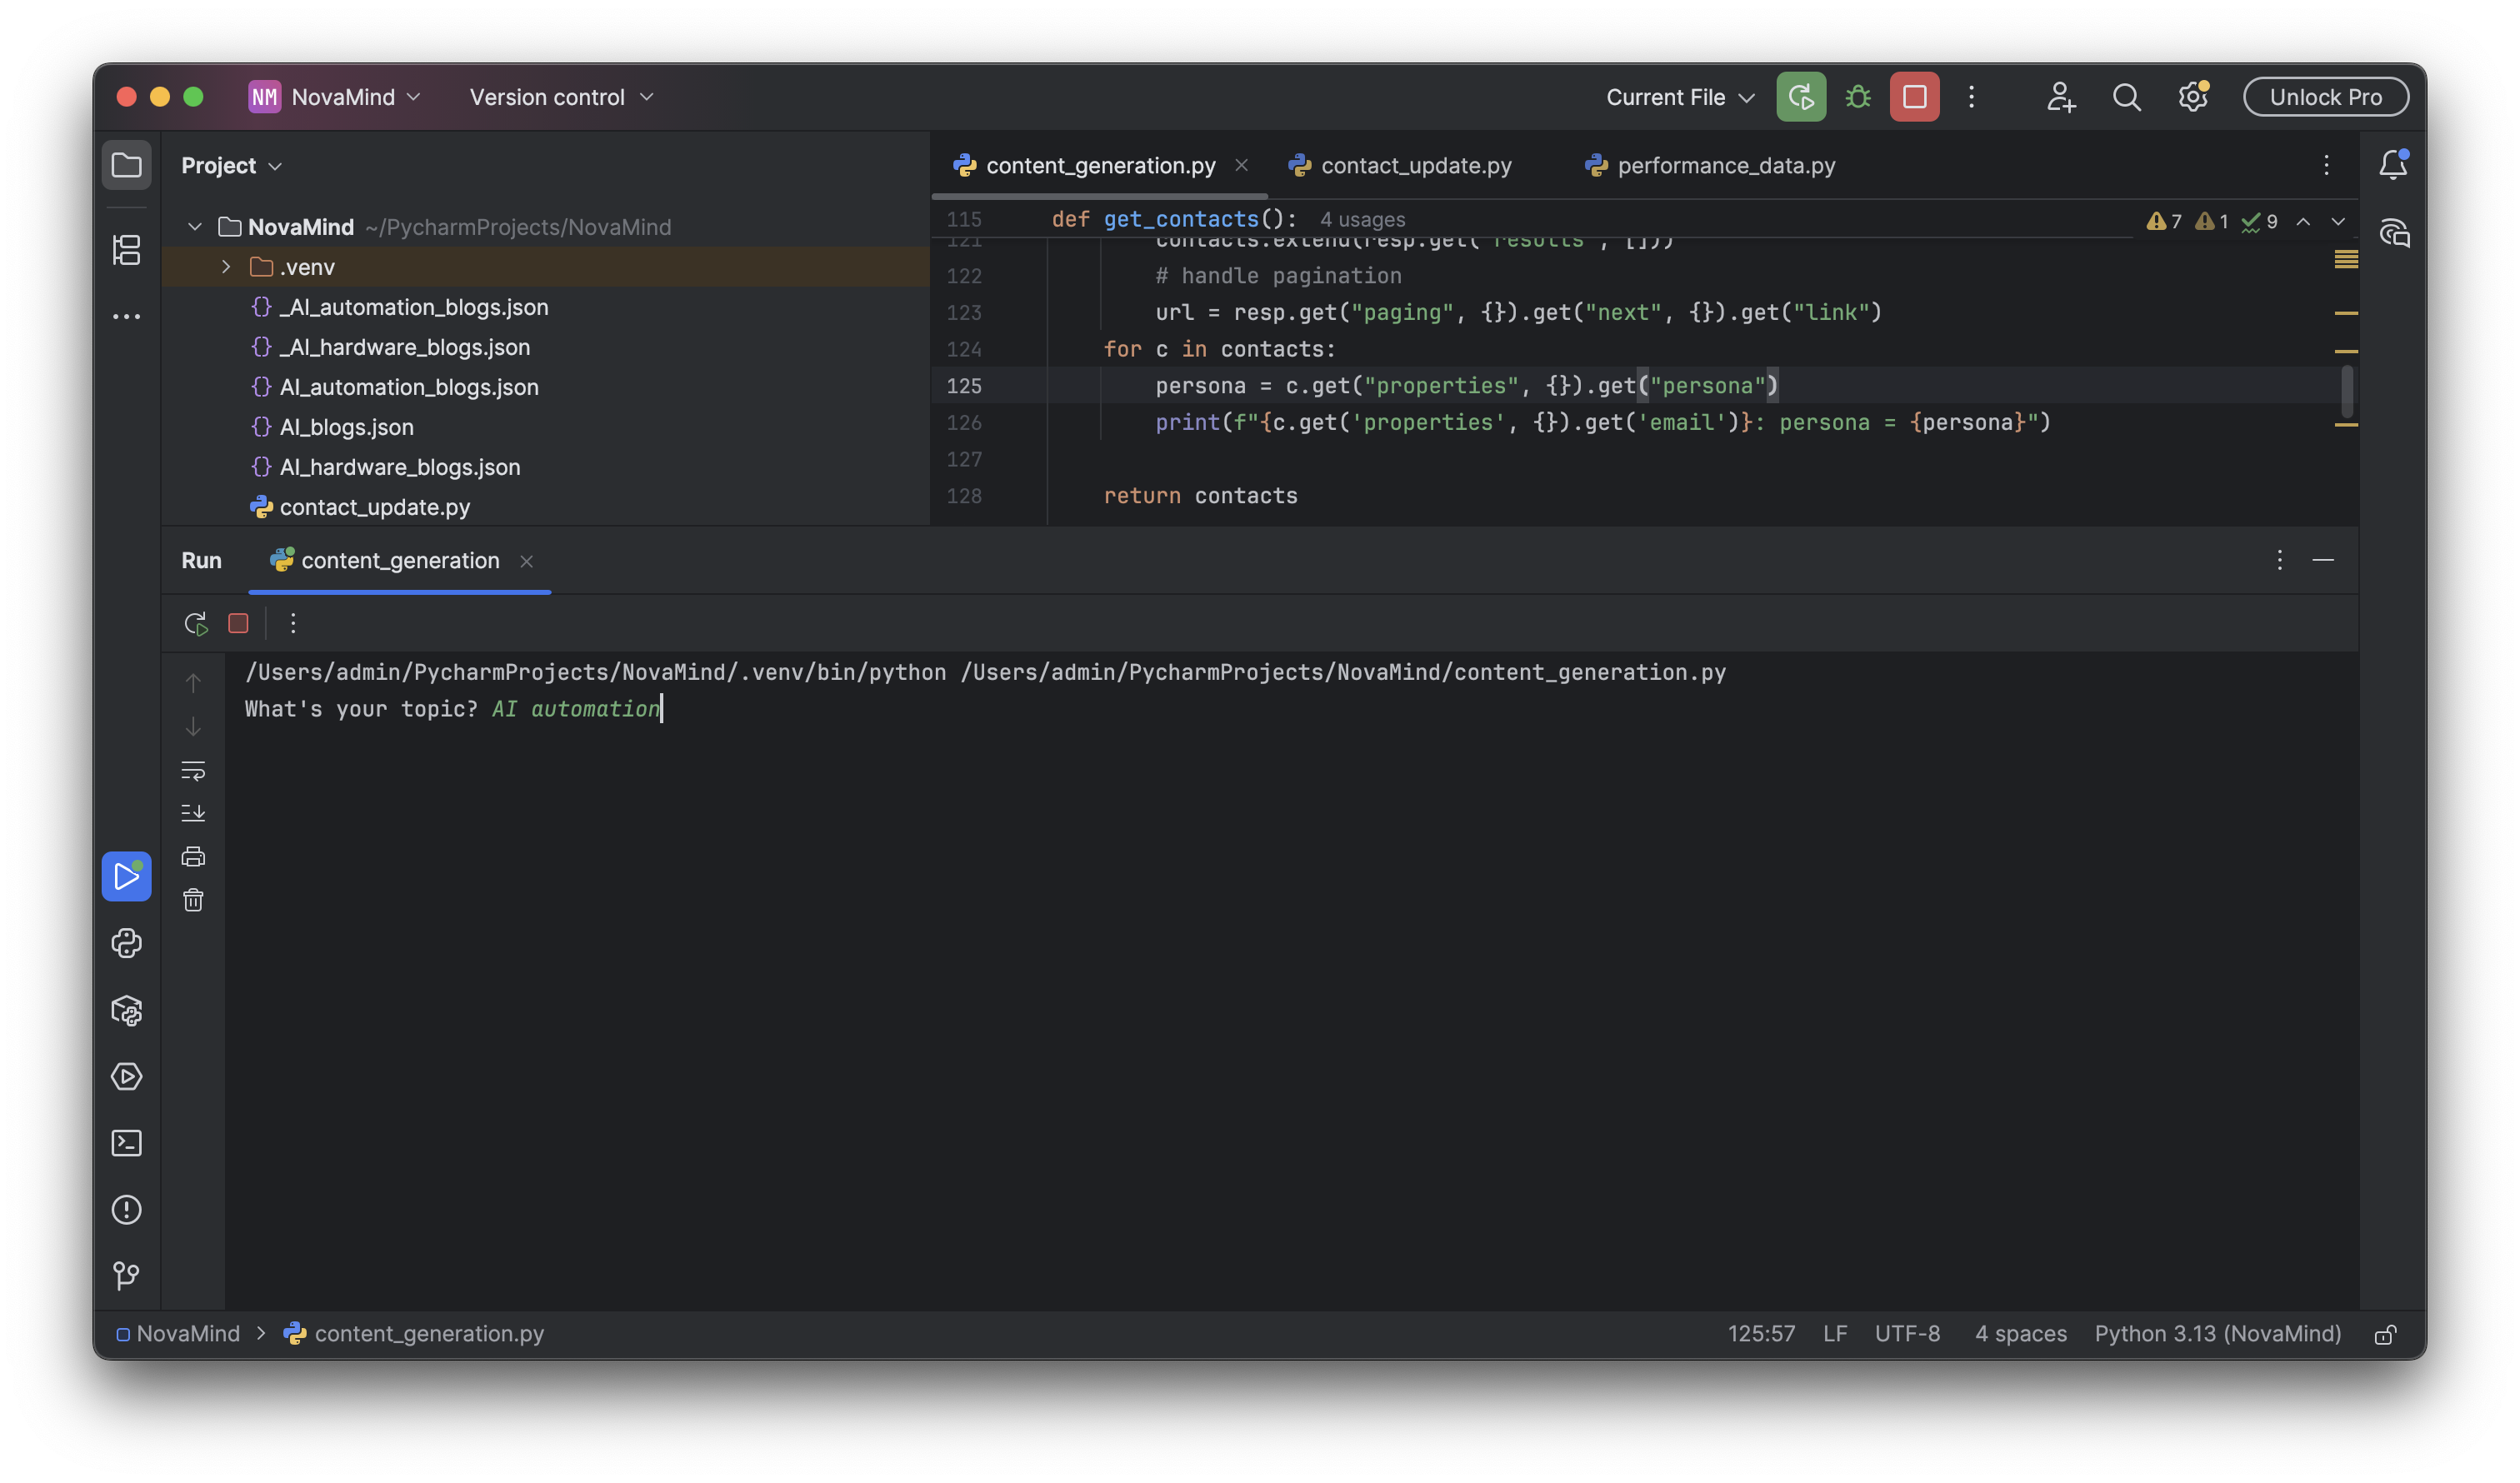 NM NovaMind Version control Current File Unlock Pro
Project
NovaMind ~/PycharmProjects/NovaMind
.venv
_AI_automation_blogs.json
_AI_hardware_blogs.json
AI_automation_blogs.json
AI_blogs.json
AI_hardware_blogs.json
contact_update.py
content_generation.py contact_update.py performance_data.py
115 def get_contacts(): 4 usages 7 1 9
121 contacts.extend(resp.get("results", []))
122 # handle pagination
123 url = resp.get("paging", {}).get("next", {}).get("link")
124 for c in contacts:
125 persona = c.get("properties", {}).get("persona")
126 print(f"{c.get('properties', {}).get('email')}: persona = {persona}")
127
128 return contacts
Run content_generation
/Users/admin/PycharmProjects/NovaMind/.venv/bin/python /Users/admin/PycharmProjects/NovaMind/content_generation.py
What's your topic? AI automation
NovaMind > content_generation.py 125:57 LF UTF-8 4 spaces Python 3.13 (NovaMind)